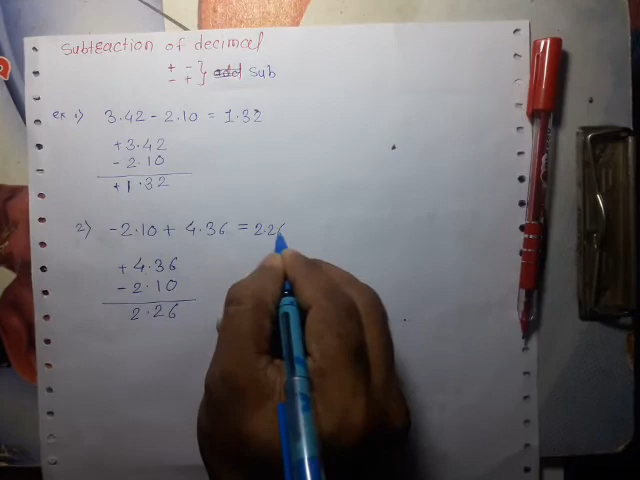 Subtraction of decimal
+ -
- + } add Sub
ex 1) 3.42 - 2.10 = 1.32
+3.42
- 2.10
+1.32
2) -2.10 + 4.36 = 2.26
+4.36
- 2.10
2.26